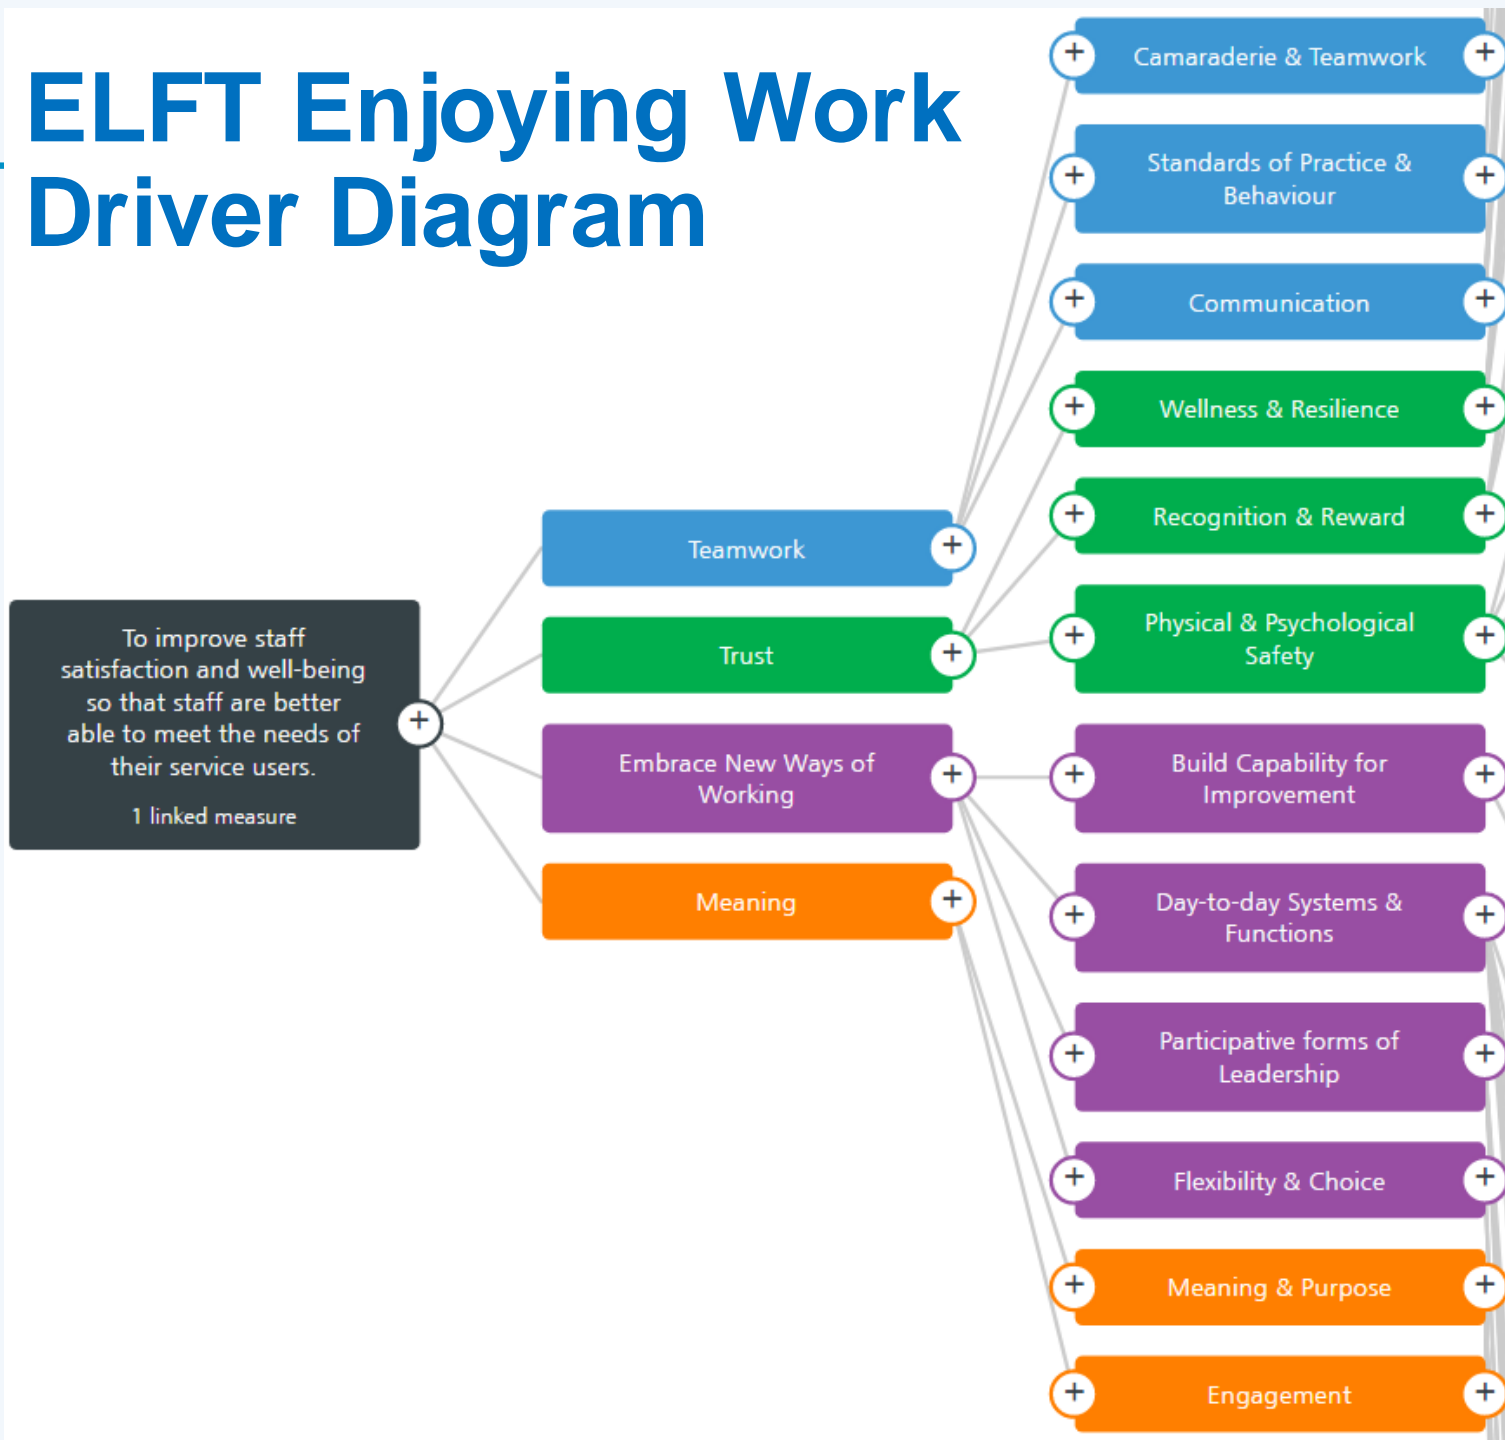 ELFT Enjoying Work
Driver Diagram
To improve staff
satisfaction and well-being
so that staff are better
able to meet the needs of
their service users.
1 linked measure
Teamwork
Trust
Embrace New Ways of
Working
Meaning
Camaraderie & Teamwork
Standards of Practice &
Behaviour
Communication
Wellness & Resilience
Recognition & Reward
Physical & Psychological
Safety
Build Capability for
Improvement
Day-to-day Systems &
Functions
Participative forms of
Leadership
Flexibility & Choice
Meaning & Purpose
Engagement